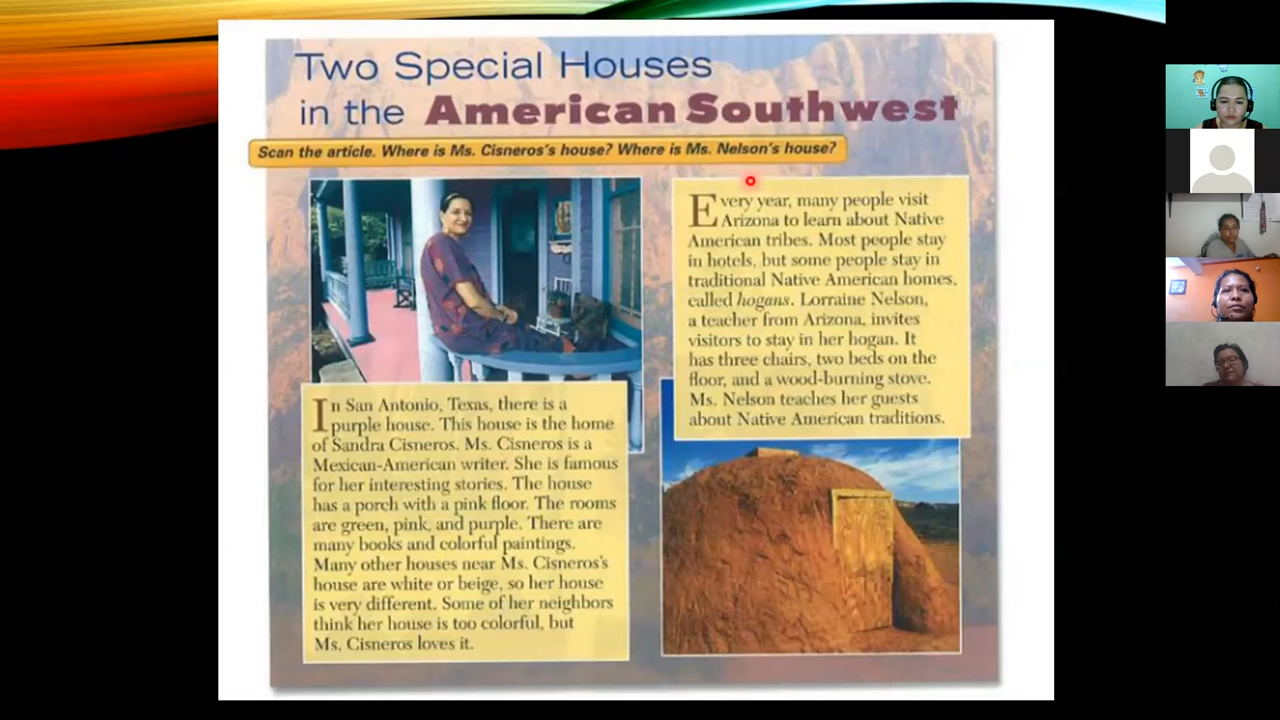 Two Special Houses
in the American Southwest
Scan the article. Where is Ms. Cisneros's house? Where is Ms. Nelson's house?
In San Antonio, Texas, there is a
purple house. This house is the home
of Sandra Cisneros. Ms. Cisneros is a
Mexican-American writer. She is famous
for her interesting stories. The house
has a porch with a pink floor. The rooms
are green, pink, and purple. There are
many books and colorful paintings.
Many other houses near Ms. Cisneros's
house are white or beige, so her house
is very different. Some of her neighbors
think her house is too colorful, but
Ms. Cisneros loves it.
Every year, many people visit
Arizona to learn about Native
American tribes. Most people stay
in hotels, but some people stay in
traditional Native American homes,
called hogans. Lorraine Nelson,
a teacher from Arizona, invites
visitors to stay in her hogan. It
has three chairs, two beds on the
floor, and a wood-burning stove.
Ms. Nelson teaches her guests
about Native American traditions.